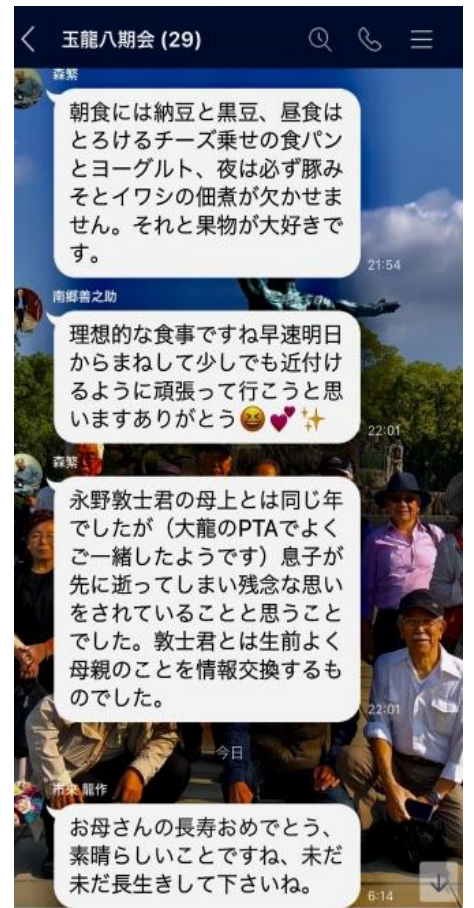 玉龍八期会 (29)
森繁
朝食には納豆と黒豆、昼食は
とろけるチーズ乗せの食パン
とヨーグルト、夜は必ず豚み
そとイワシの佃煮が欠かせま
せん。それと果物が大好きで
す。
21:54
南郷善之助
理想的な食事ですね早速明日
からまねして少しでも近付け
るように頑張って行こうと思
いますありがとう😆💕✨
22:01
森繁
永野敦士君の母上とは同じ年
でしたが（大龍のPTAでよく
ご一緒したようです）息子が
先に逝ってしまい残念な思い
をされていることと思うこと
でした。敦士君とは生前よく
母親のことを情報交換するも
のでした。
22:01
今日
市来 龍作
お母さんの長寿おめでとう、
素晴らしいことですね、未だ
未だ長生きして下さいね。
6:14